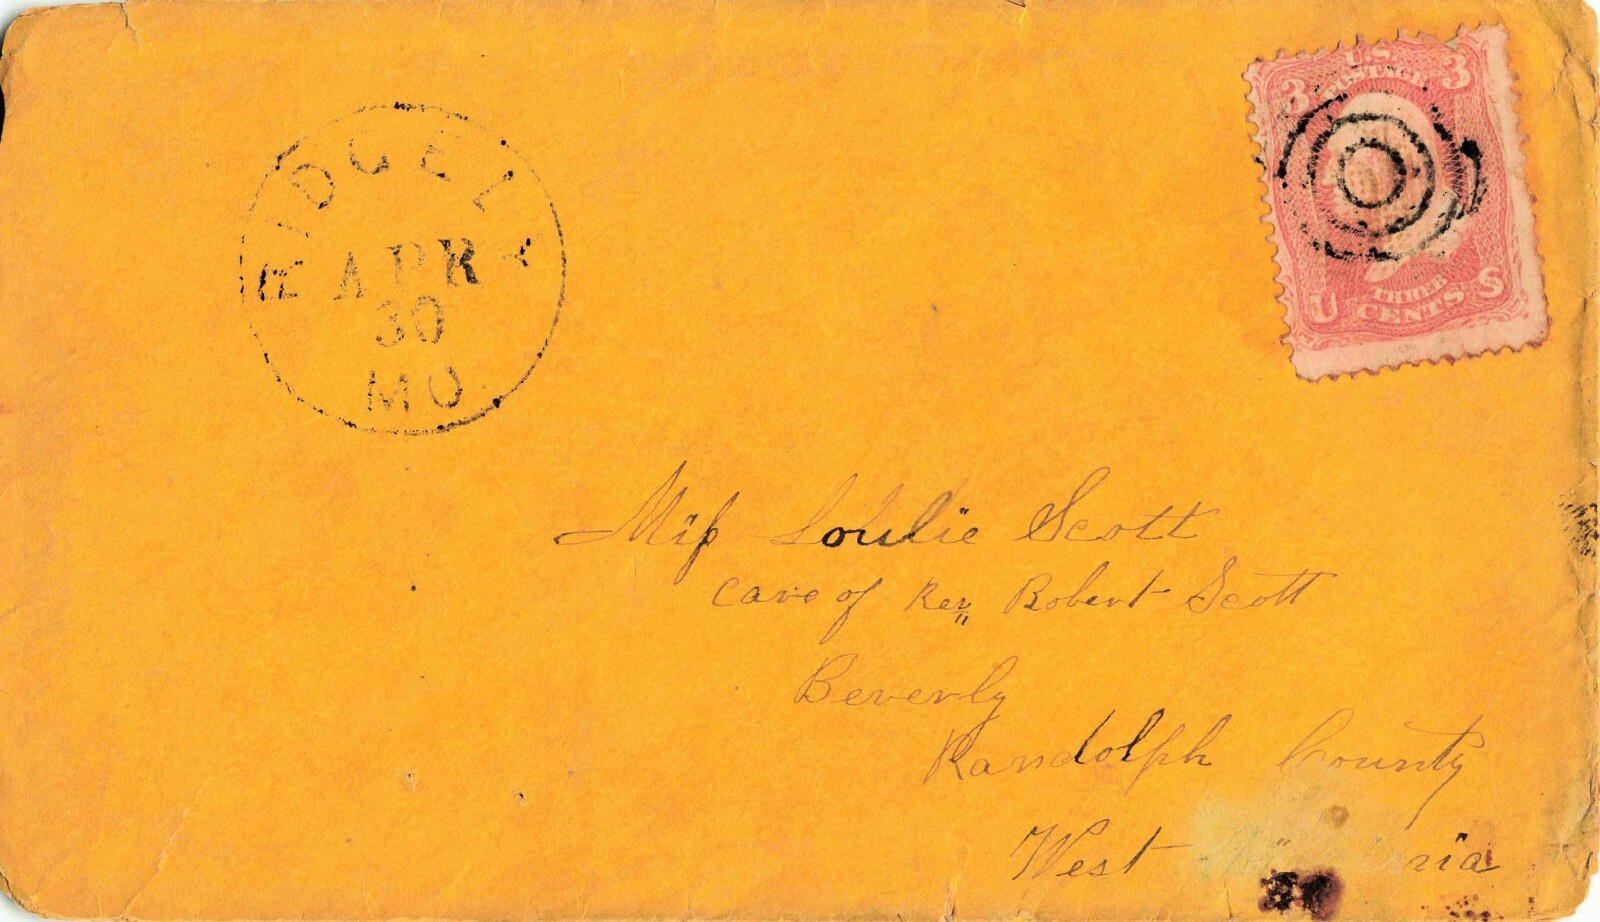 RIDGELY
APR
30
MO.
U.S.
POSTAGE
3 3
U S
THREE
CENTS
Miſs Loulie Scott
Care of Rev Robert Scott
Beverly
Randolph County
West